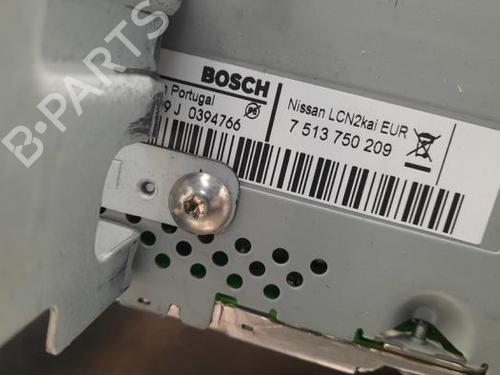 BOSCH
Portugal
9 J 0394766
Nissan LCN2kai EUR
7 513 750 209
B-PARTS